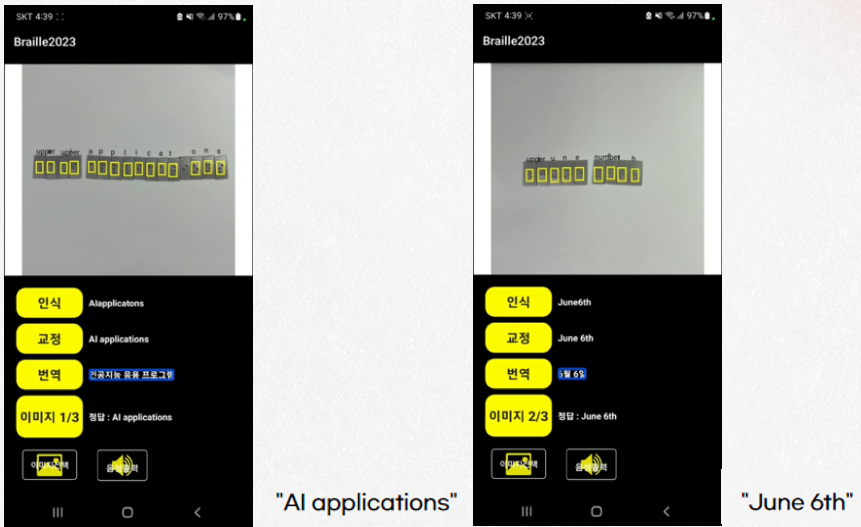 SKT 4:39
97%
Braille2023
upper upper a p p l i c a t o n s
인식
AIapplicatons
교정
AI applications
번역
인공지능 응용 프로그램
이미지 1/3
정답 : AI applications
이미지선택
음성출력
"AI applications"
SKT 4:39
97%
Braille2023
upper u n e number h
인식
June6th
교정
June 6th
번역
6월 6일
이미지 2/3
정답 : June 6th
이미지선택
음성출력
"June 6th"